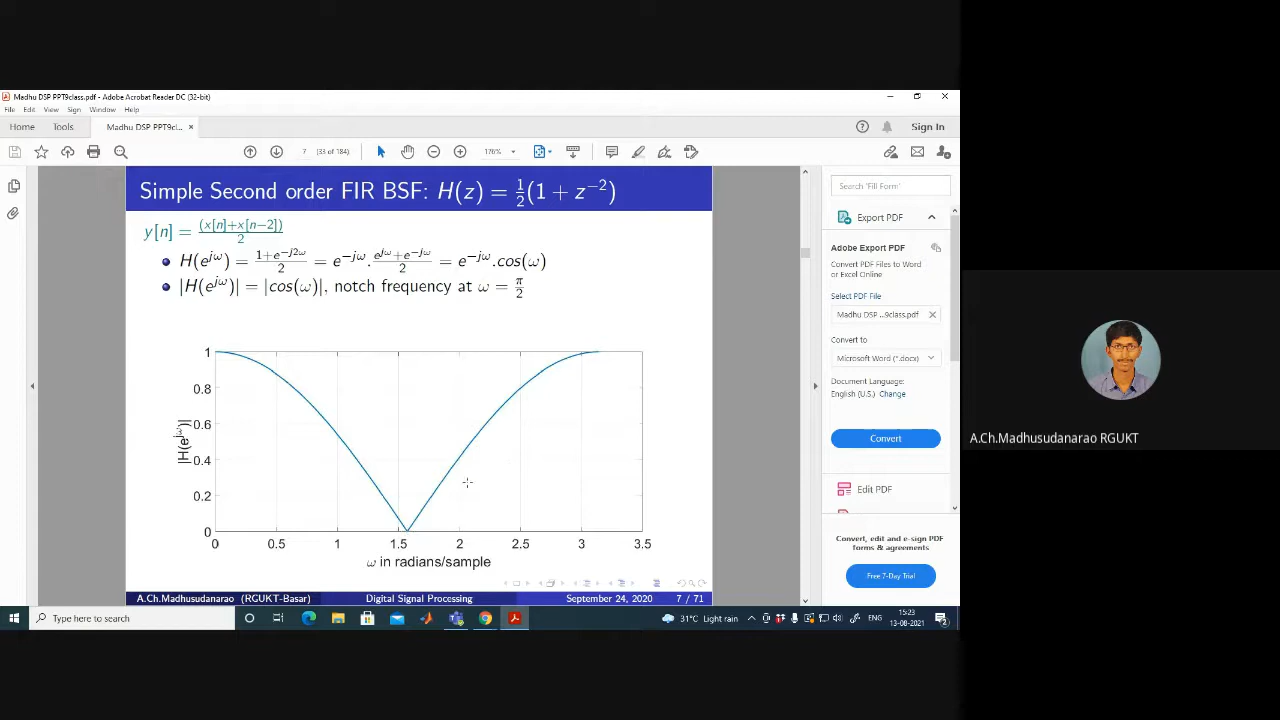 Madhu DSP PPT9class.pdf - Adobe Acrobat Reader DC (32-bit)
File Edit View Sign Window Help
Home Tools Madhu DSP PPT9cl... × Sign In
7 (33 of 184) 176%
Simple Second order FIR BSF: H(z) = 1/2(1 + z⁻²)
y[n] = (x[n]+x[n−2])/2
H(e^{jω}) = (1+e^{−j2ω})/2 = e^{−jω}.(e^{jω}+e^{−jω})/2 = e^{−jω}.cos(ω)
|H(e^{jω})| = |cos(ω)|, notch frequency at ω = π/2
1
0.8
0.6
0.4
0.2
0
|H(e^{jω})|
0 0.5 1 1.5 2 2.5 3 3.5
ω in radians/sample
A.Ch.Madhusudanarao (RGUKT-Basar) Digital Signal Processing September 24, 2020 7 / 71
Search 'Fill Form'
Export PDF
Adobe Export PDF
Convert PDF Files to Word
or Excel Online
Select PDF File
Madhu DSP ...9class.pdf
Convert to
Microsoft Word (*.docx)
Document Language:
English (U.S.) Change
Convert
Edit PDF
Convert, edit and e-sign PDF
forms & agreements
Free 7-Day Trial
Type here to search
31°C Light rain ENG 15:23
13-08-2021
2
A.Ch.Madhusudanarao RGUKT